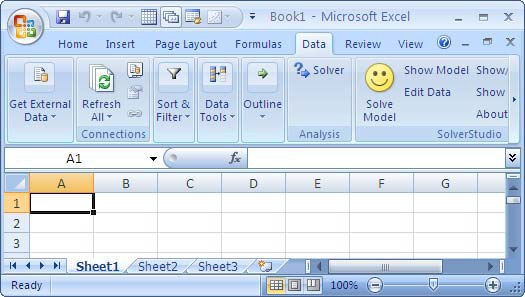 Book1 - Microsoft Excel
Home Insert Page Layout Formulas Data Review View
Get External Data
Refresh All
Connections
Sort & Filter
Data Tools
Outline
Solver
Analysis
Solve Model
Show Model Show/
Edit Data Show
About
SolverStudio
A1 fx
A B C D E F G
1
2
3
Sheet1 Sheet2 Sheet3
Ready 100%